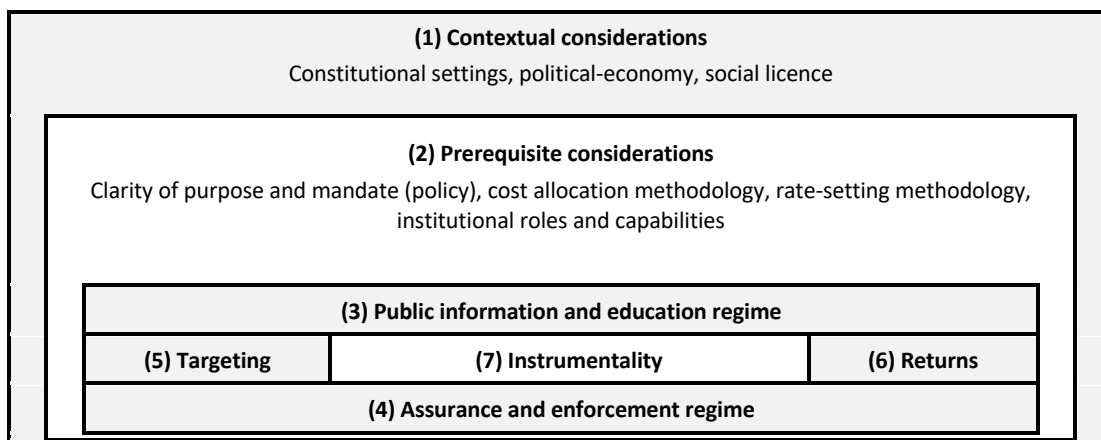 (1) Contextual considerations
Constitutional settings, political-economy, social licence
(2) Prerequisite considerations
Clarity of purpose and mandate (policy), cost allocation methodology, rate-setting methodology,
institutional roles and capabilities
(3) Public information and education regime
(5) Targeting
(7) Instrumentality
(6) Returns
(4) Assurance and enforcement regime